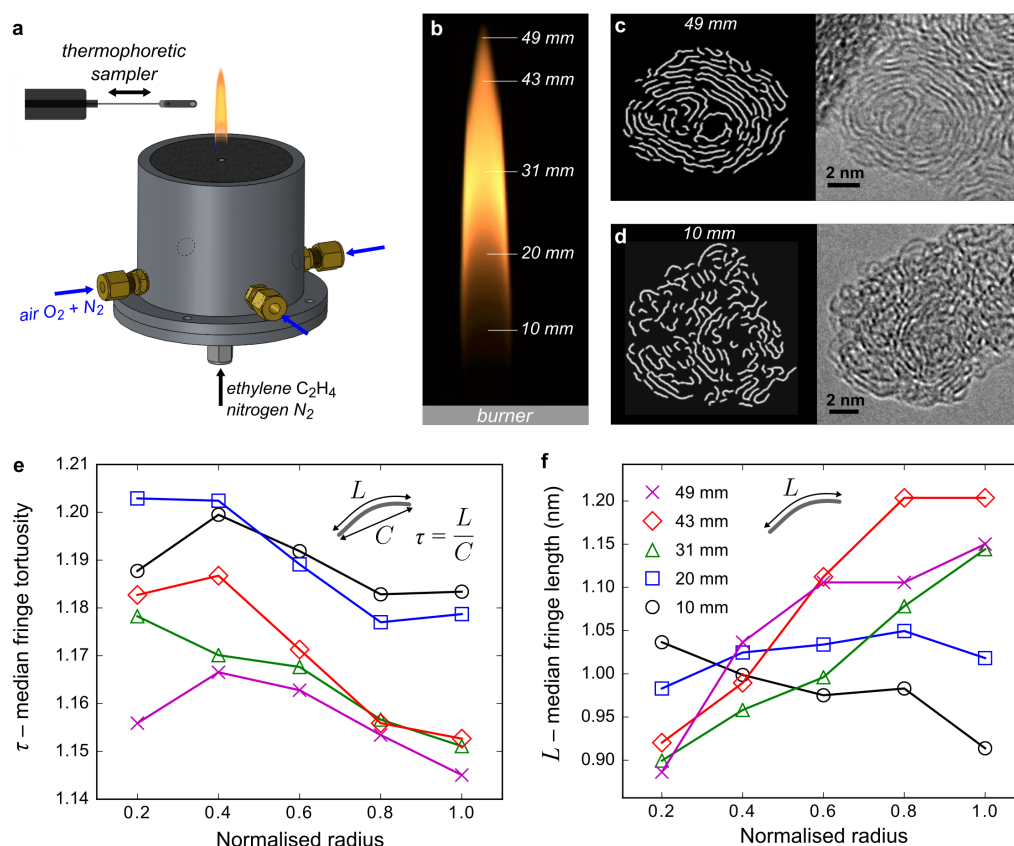 a
thermophoretic
sampler
air O₂ + N₂
ethylene C₂H₄
nitrogen N₂
b
49 mm
43 mm
31 mm
20 mm
10 mm
burner
c
49 mm
2 nm
d
10 mm
2 nm
e
1.21
1.20
1.19
1.18
1.17
1.16
1.15
1.14
τ – median fringe tortuosity
L
C
τ = L/C
0.2 0.4 0.6 0.8 1.0
Normalised radius
f
1.20
1.15
1.10
1.05
1.00
0.95
0.90
L – median fringe length (nm)
49 mm
43 mm
31 mm
20 mm
10 mm
L
0.2 0.4 0.6 0.8 1.0
Normalised radius